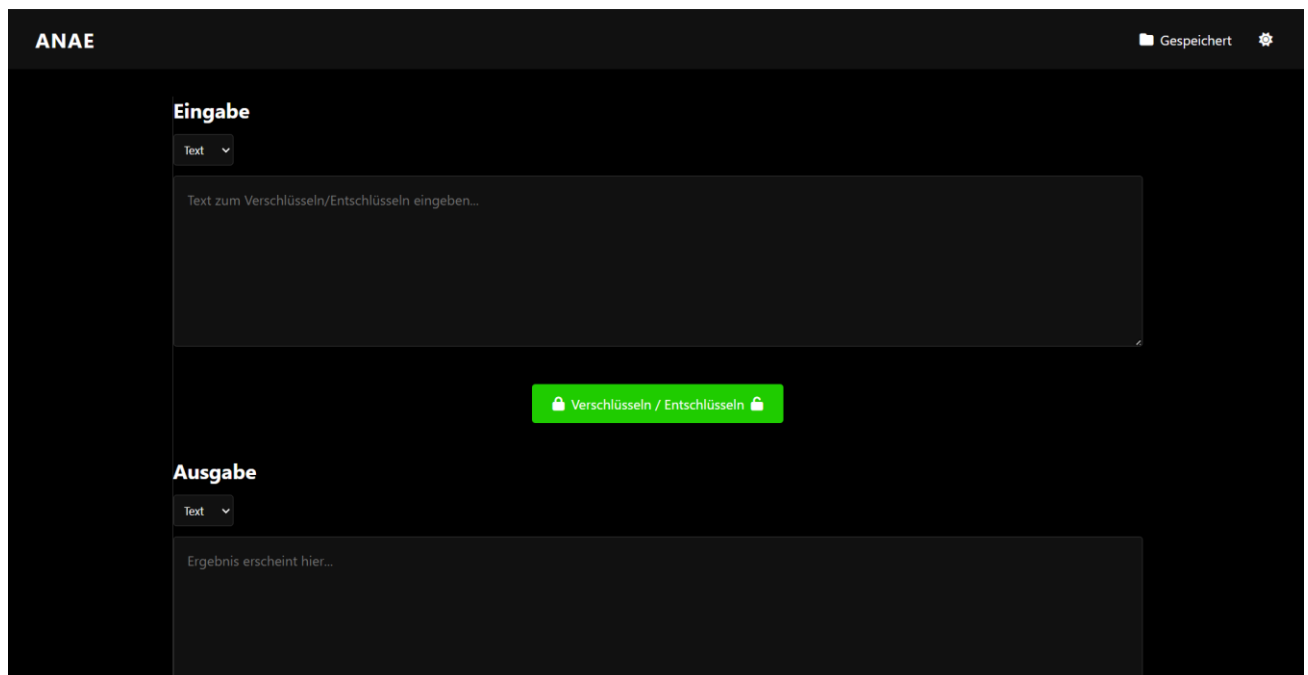 ANAE
Gespeichert
Eingabe
Text
Text zum Verschlüsseln/Entschlüsseln eingeben...
Verschlüsseln / Entschlüsseln
Ausgabe
Text
Ergebnis erscheint hier...